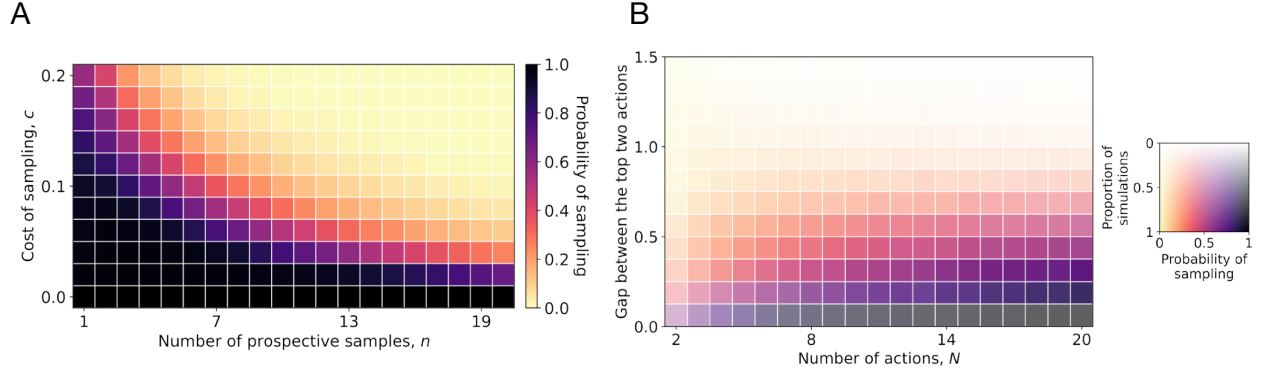 A
B
Cost of sampling, c
0.2
0.1
0.0
1
7
13
19
Number of prospective samples, n
1.0
0.8
0.6
0.4
0.2
0.0
Probability of sampling
Gap between the top two actions
1.5
1.0
0.5
0.0
2
8
14
20
Number of actions, N
Proportion of
simulations
0
0.5
1
0
0.5
1
Probability of
sampling